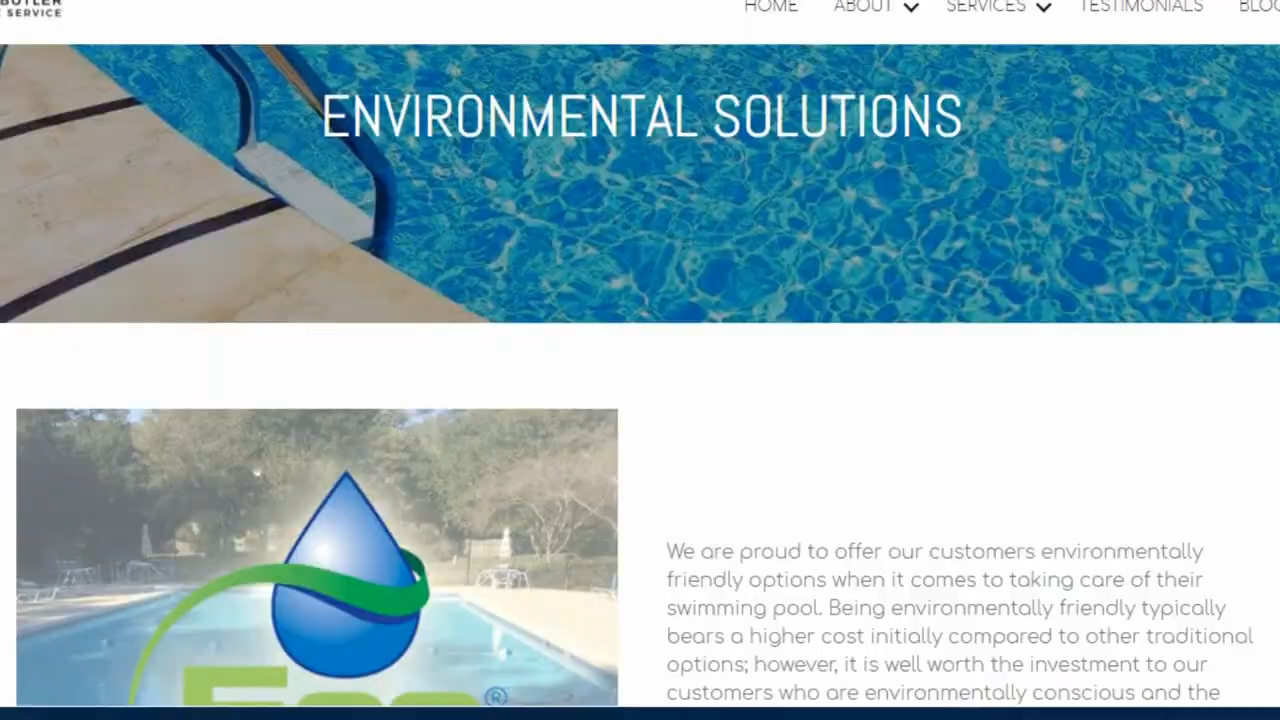 BUTLER
SERVICE
HOME ABOUT SERVICES TESTIMONIALS
ENVIRONMENTAL SOLUTIONS
We are proud to offer our customers environmentally
friendly options when it comes to taking care of their
swimming pool. Being environmentally friendly typically
bears a higher cost initially compared to other traditional
options; however, it is well worth the investment to our
customers who are environmentally conscious and the
Eco®